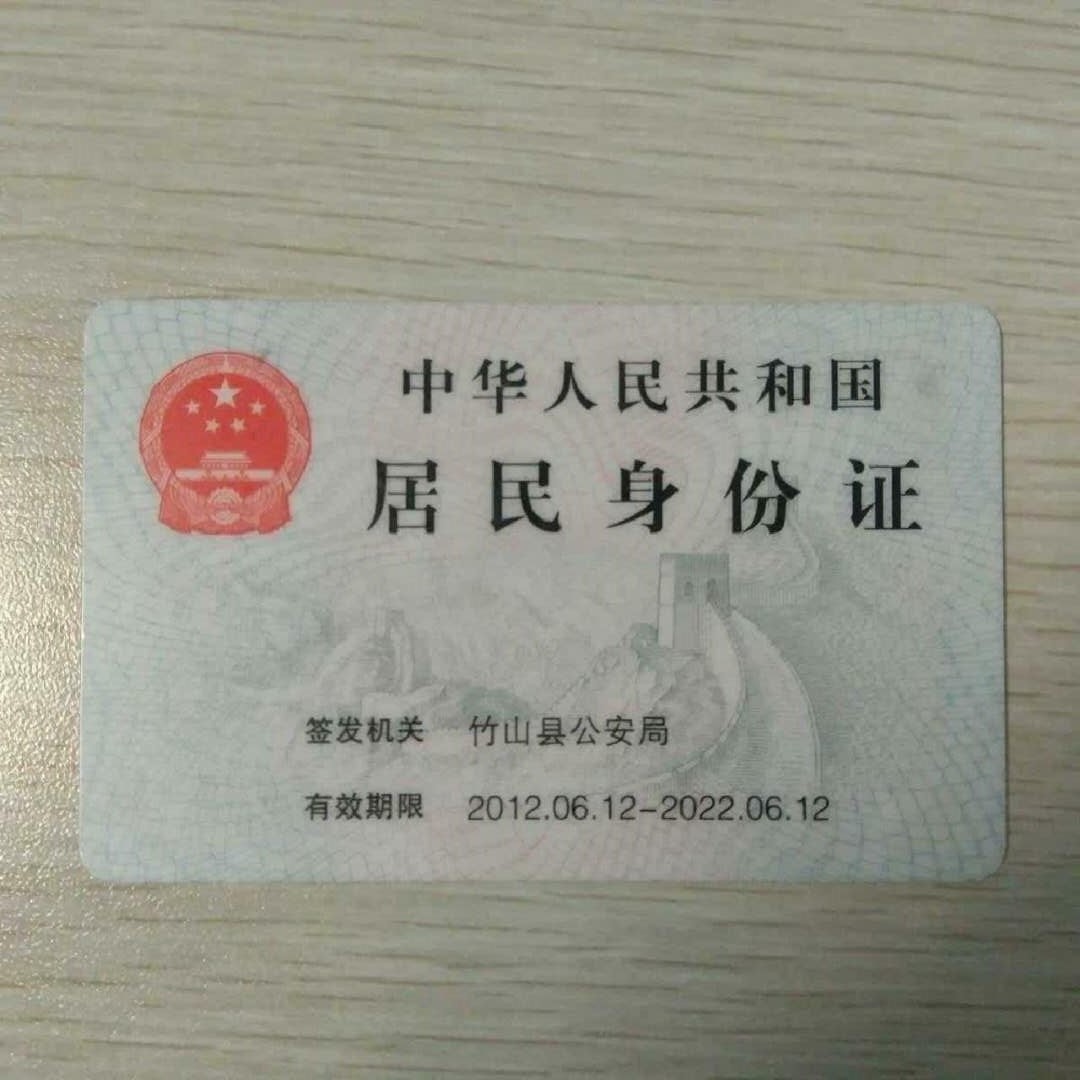 中华人民共和国
居民身份证
签发机关 竹山县公安局
有效期限 2012.06.12-2022.06.12